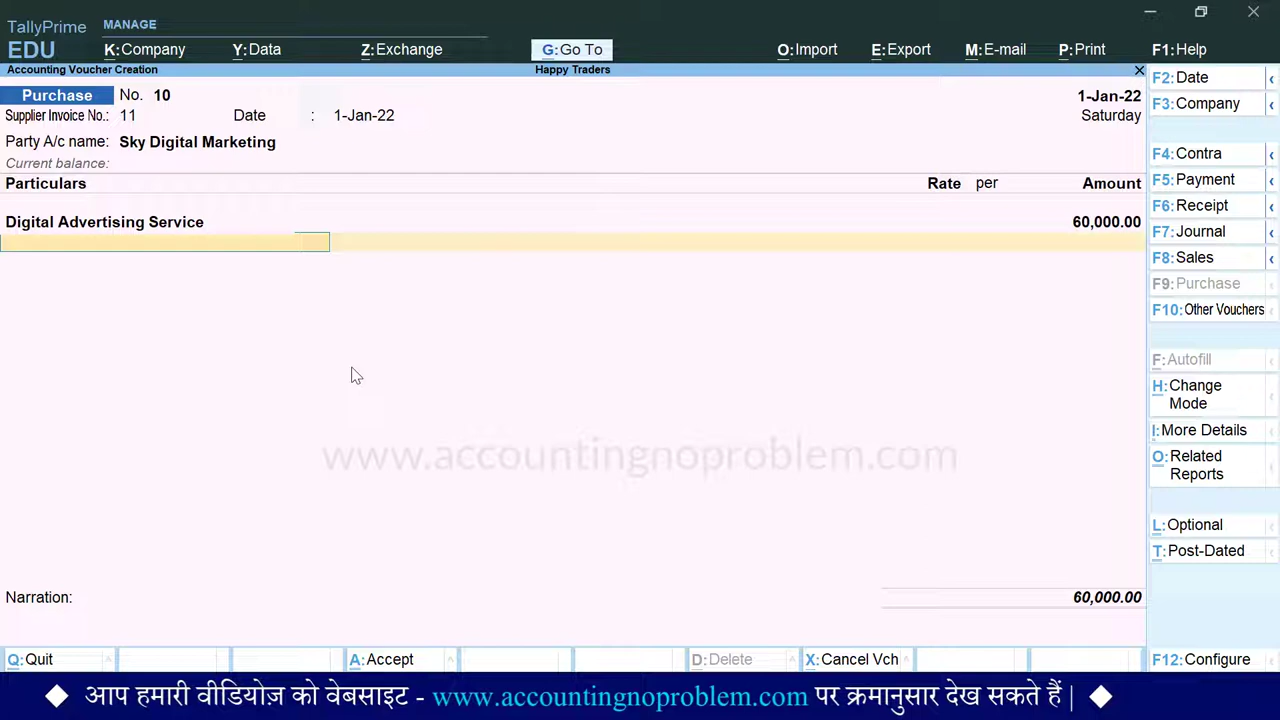 TallyPrime MANAGE
EDU K:Company Y:Data Z:Exchange G:Go To O:Import E:Export M:E-mail P:Print F1:Help
Accounting Voucher Creation Happy Traders
Purchase No. 10 1-Jan-22
Supplier Invoice No.: 11 Date : 1-Jan-22 Saturday
Party A/c name: Sky Digital Marketing
Current balance:
Particulars Rate per Amount
Digital Advertising Service 60,000.00
www.accountingnoproblem.com
Narration: 60,000.00
F2:Date
F3:Company
F4:Contra
F5:Payment
F6:Receipt
F7:Journal
F8:Sales
F9:Purchase
F10:Other Vouchers
F:Autofill
H:Change
Mode
I:More Details
O:Related
Reports
L:Optional
T:Post-Dated
Q:Quit A:Accept D:Delete X:Cancel Vch F12:Configure
आप हमारी वीडियोज़ को वेबसाइट - www.accountingnoproblem.com पर क्रमानुसार देख सकते हैं |